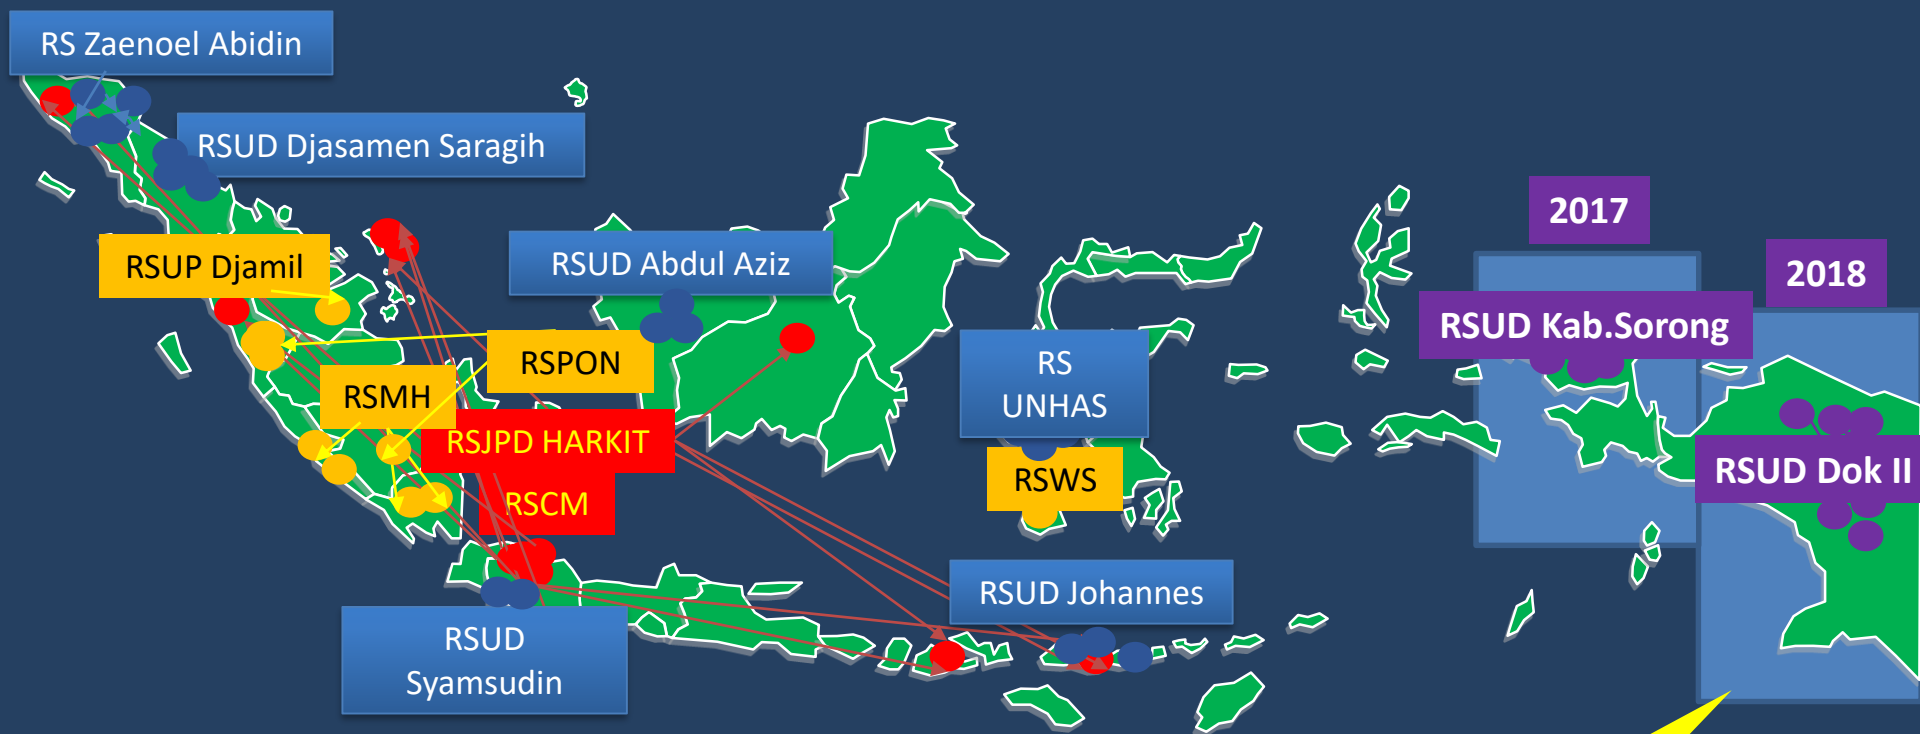 RS Zaenoel Abidin
RSUD Djasamen Saragih
2017
RSUP Djamil
RSUD Abdul Aziz
2018
RSUD Kab.Sorong
RSPON
RS
UNHAS
RSMH
RSJPD HARKIT
RSUD Dok II
RSWS
RSCM
RSUD Johannes
RSUD
Syamsudin